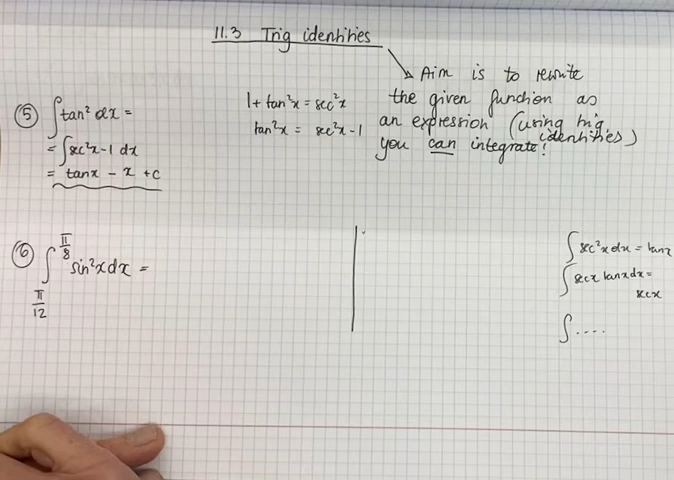 11.3 Trig identities
Aim is to rewrite
the given function as
an expression (using trig
identities)
you can integrate!
⑤ ∫tan² dx =
= ∫sec²x-1 dx
= tanx - x + c
1 + tan²x = sec²x
tan²x = sec²x - 1
⑥ ∫ π/8 π/12 sin²x dx =
∫sec²x dx = tanx
∫secx tanx dx =
secx
∫....